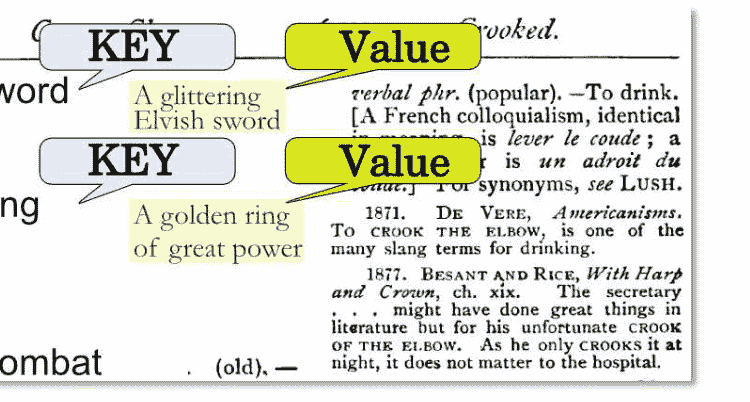 Crooked.
KEY Value
word
A glittering
Elvish sword
verbal phr. (popular). —To drink.
[A French colloquialism, identical
is lever le coude ; a
is un adroit du
KEY Value
For synonyms, see LUSH.
ng
A golden ring
of great power
1871. DE VERE, Americanisms.
TO CROOK THE ELBOW, is one of the
many slang terms for drinking.
1877. BESANT AND RICE, With Harp
and Crown, ch. xix. The secretary
. . . might have done great things in
literature but for his unfortunate CROOK
OF THE ELBOW. As he only CROOKS it at
night, it does not matter to the hospital.
ombat
. (old). —